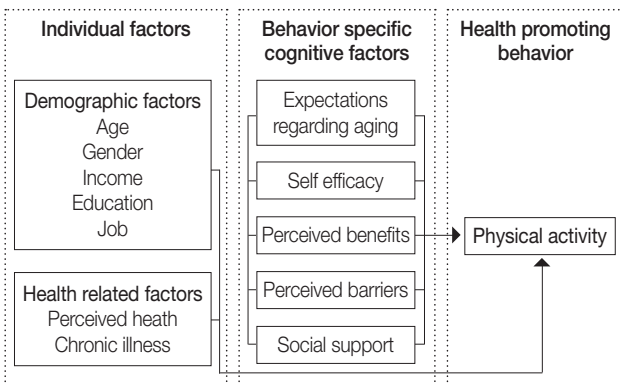 Individual factors
Demographic factors
Age
Gender
Income
Education
Job
Health related factors
Perceived heath
Chronic illness
Behavior specific
cognitive factors
Expectations
regarding aging
Self efficacy
Perceived benefits
Perceived barriers
Social support
Health promoting
behavior
Physical activity